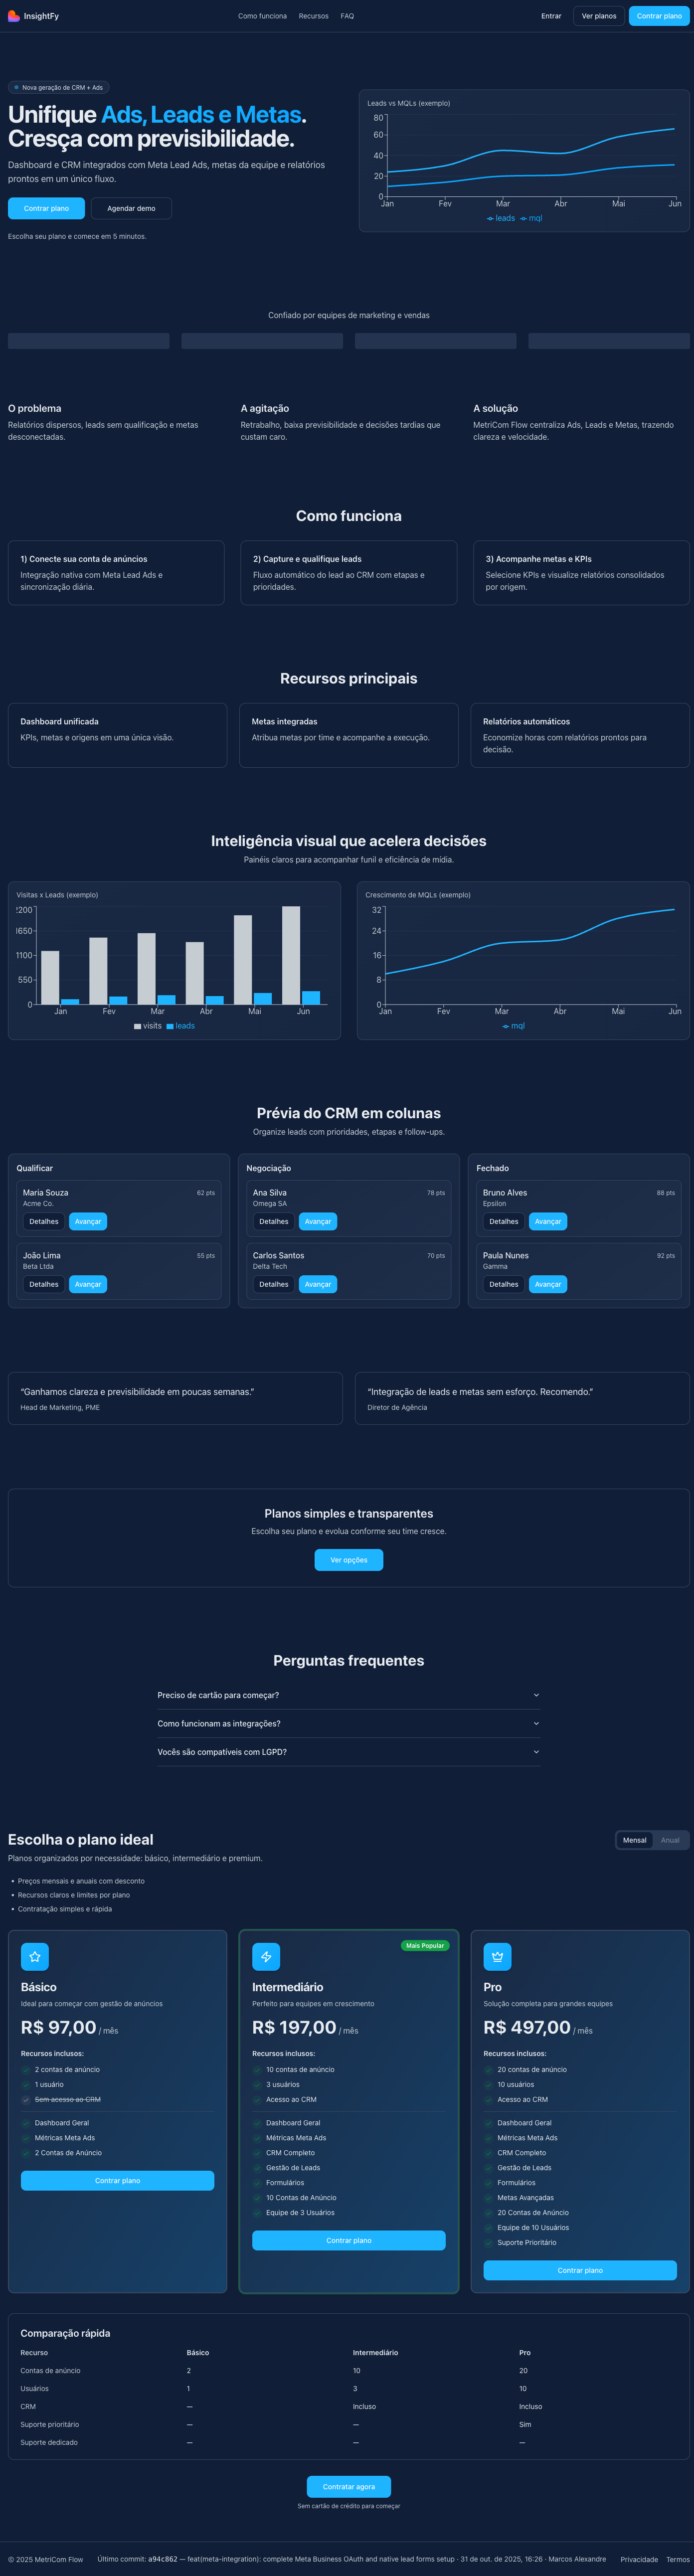 InsightFy
Como funciona
Recursos
FAQ
Entrar
Ver planos
Contrar plano
Nova geração de CRM + Ads
Unifique Ads, Leads e Metas.
Cresça com previsibilidade.
Dashboard e CRM integrados com Meta Lead Ads, metas da equipe e relatórios
prontos em um único fluxo.
Contrar plano
Agendar demo
Escolha seu plano e comece em 5 minutos.
Leads vs MQLs (exemplo)
80
60
40
20
0
Jan Fev Mar Abr Mai Jun
leads mql
Confiado por equipes de marketing e vendas
O problema
Relatórios dispersos, leads sem qualificação e metas
desconectadas.
A agitação
Retrabalho, baixa previsibilidade e decisões tardias que
custam caro.
A solução
MetriCom Flow centraliza Ads, Leads e Metas, trazendo
clareza e velocidade.
Como funciona
1) Conecte sua conta de anúncios
Integração nativa com Meta Lead Ads e
sincronização diária.
2) Capture e qualifique leads
Fluxo automático do lead ao CRM com etapas e
prioridades.
3) Acompanhe metas e KPIs
Selecione KPIs e visualize relatórios consolidados
por origem.
Recursos principais
Dashboard unificada
KPIs, metas e origens em uma única visão.
Metas integradas
Atribua metas por time e acompanhe a execução.
Relatórios automáticos
Economize horas com relatórios prontos para
decisão.
Inteligência visual que acelera decisões
Painéis claros para acompanhar funil e eficiência de mídia.
Visitas x Leads (exemplo)
200
650
1100
550
0
Jan Fev Mar Abr Mai Jun
visits leads
Crescimento de MQLs (exemplo)
32
24
16
8
0
Jan Fev Mar Abr Mai Jun
mql
Prévia do CRM em colunas
Organize leads com prioridades, etapas e follow-ups.
Qualificar
Maria Souza 62 pts
Acme Co.
Detalhes Avançar
João Lima 55 pts
Beta Ltda
Detalhes Avançar
Negociação
Ana Silva 78 pts
Omega SA
Detalhes Avançar
Carlos Santos 70 pts
Delta Tech
Detalhes Avançar
Fechado
Bruno Alves 88 pts
Epsilon
Detalhes Avançar
Paula Nunes 92 pts
Gamma
Detalhes Avançar
“Ganhamos clareza e previsibilidade em poucas semanas.”
Head de Marketing, PME
“Integração de leads e metas sem esforço. Recomendo.”
Diretor de Agência
Planos simples e transparentes
Escolha seu plano e evolua conforme seu time cresce.
Ver opções
Perguntas frequentes
Preciso de cartão para começar?
Como funcionam as integrações?
Vocês são compatíveis com LGPD?
Escolha o plano ideal
Planos organizados por necessidade: básico, intermediário e premium.
Mensal Anual
• Preços mensais e anuais com desconto
• Recursos claros e limites por plano
• Contratação simples e rápida
Básico
Ideal para começar com gestão de anúncios
R$ 97,00 / mês
Recursos inclusos:
2 contas de anúncio
1 usuário
Sem acesso ao CRM
Dashboard Geral
Métricas Meta Ads
2 Contas de Anúncio
Contrar plano
Mais Popular
Intermediário
Perfeito para equipes em crescimento
R$ 197,00 / mês
Recursos inclusos:
10 contas de anúncio
3 usuários
Acesso ao CRM
Dashboard Geral
Métricas Meta Ads
CRM Completo
Gestão de Leads
Formulários
10 Contas de Anúncio
Equipe de 3 Usuários
Contrar plano
Pro
Solução completa para grandes equipes
R$ 497,00 / mês
Recursos inclusos:
20 contas de anúncio
10 usuários
Acesso ao CRM
Dashboard Geral
Métricas Meta Ads
CRM Completo
Gestão de Leads
Formulários
Metas Avançadas
20 Contas de Anúncio
Equipe de 10 Usuários
Suporte Prioritário
Contrar plano
Comparação rápida
Recurso Básico Intermediário Pro
Contas de anúncio 2 10 20
Usuários 1 3 10
CRM — Incluso Incluso
Suporte prioritário — — Sim
Suporte dedicado — — —
Contratar agora
Sem cartão de crédito para começar
© 2025 MetriCom Flow
Último commit: a94c862 — feat(meta-integration): complete Meta Business OAuth and native lead forms setup · 31 de out. de 2025, 16:26 · Marcos Alexandre
Privacidade
Termos